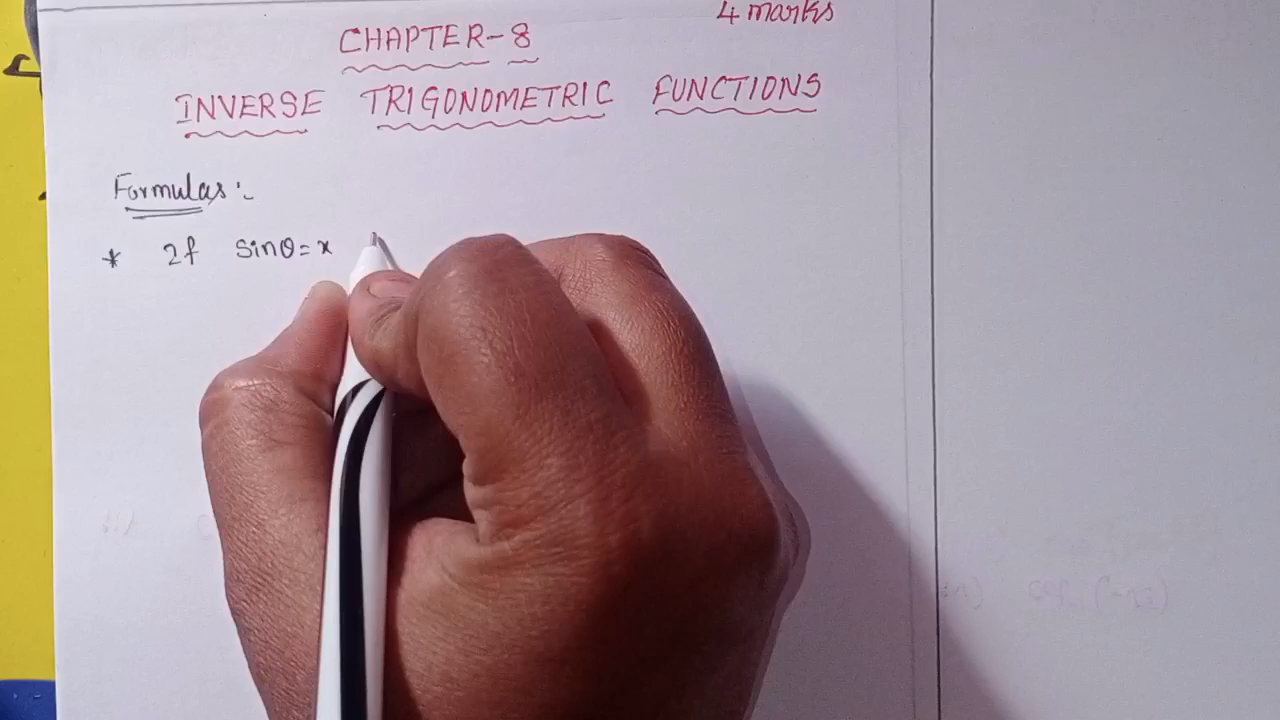 4 marks
CHAPTER-8
INVERSE TRIGONOMETRIC FUNCTIONS
Formulas:-
* If sinθ=x